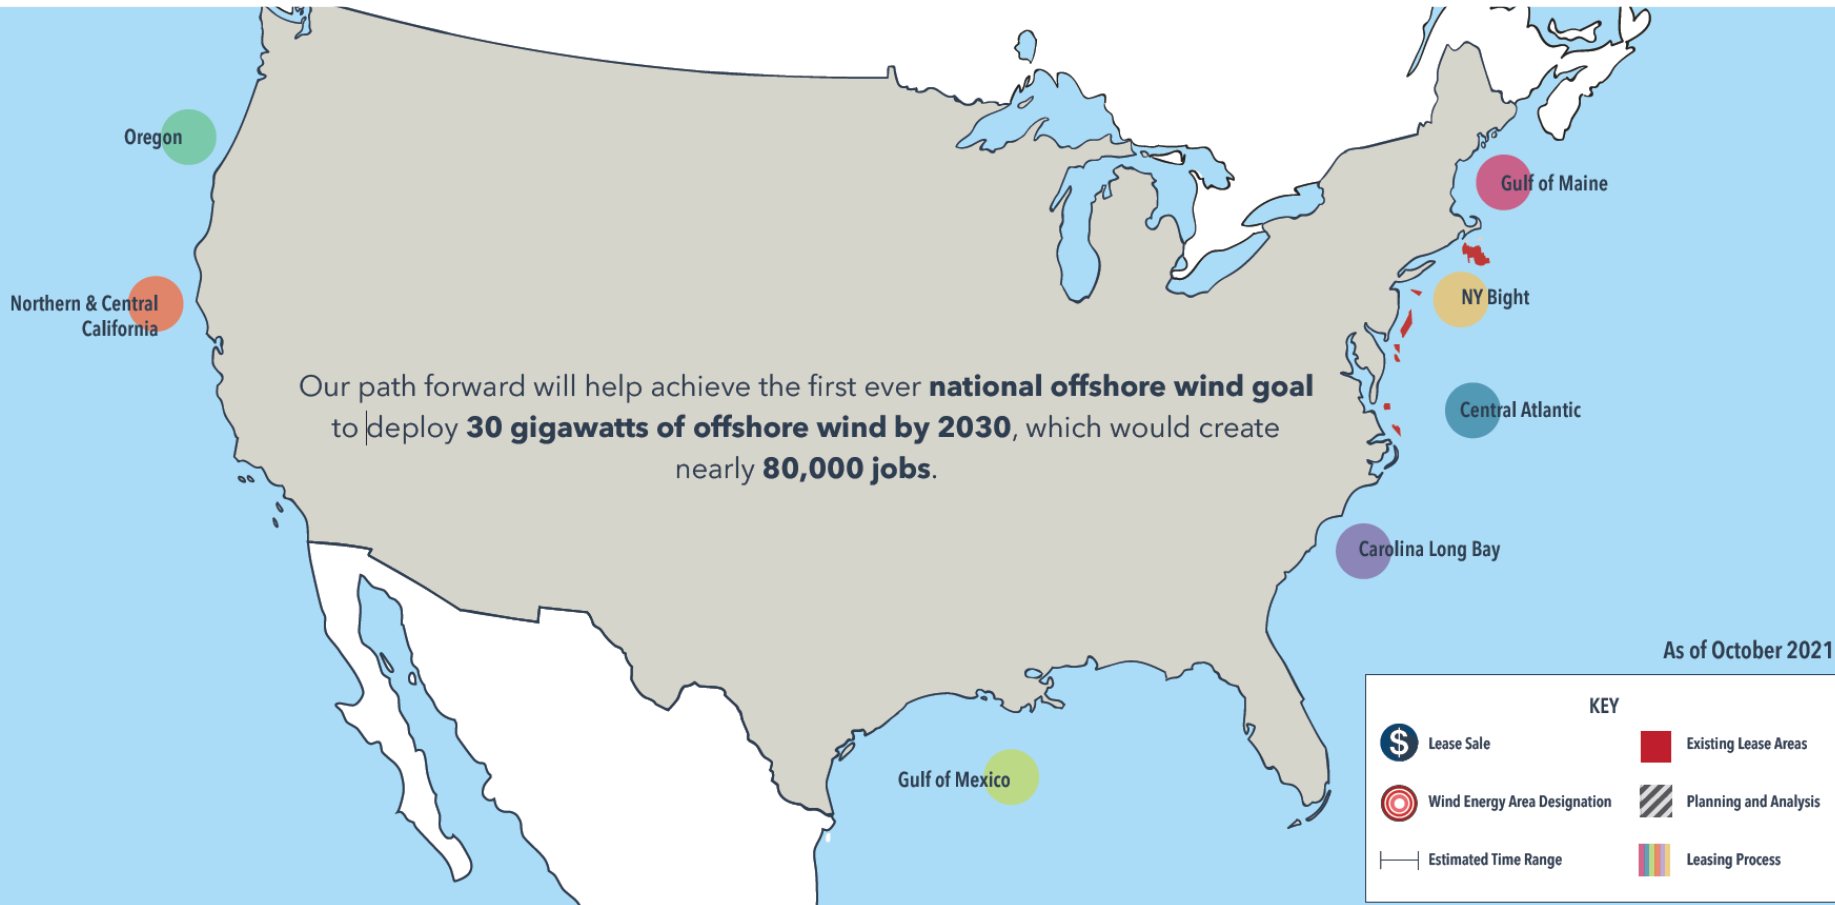 Oregon
Gulf of Maine
Northern & Central
California
NY Bight
Our path forward will help achieve the first ever national offshore wind goal
to deploy 30 gigawatts of offshore wind by 2030, which would create
nearly 80,000 jobs.
Central Atlantic
Carolina Long Bay
Gulf of Mexico
As of October 2021
KEY
$ Lease Sale
Existing Lease Areas
Wind Energy Area Designation
Planning and Analysis
Estimated Time Range
Leasing Process